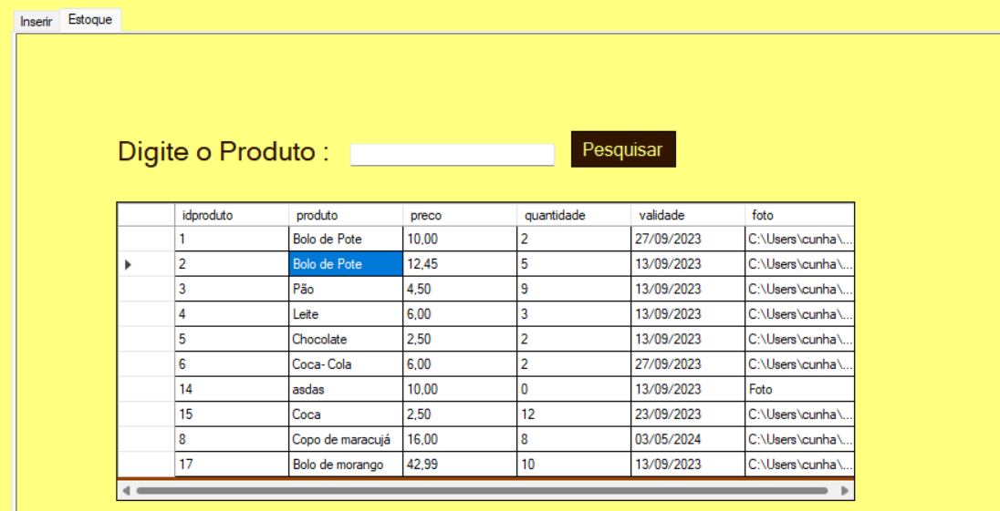 Inserir Estoque
Digite o Produto : Pesquisar
idproduto produto preco quantidade validade foto
1 Bolo de Pote 10,00 2 27/09/2023 C:\Users\cunha\...
2 Bolo de Pote 12,45 5 13/09/2023 C:\Users\cunha\...
3 Pão 4,50 9 13/09/2023 C:\Users\cunha\...
4 Leite 6,00 3 13/09/2023 C:\Users\cunha\...
5 Chocolate 2,50 2 13/09/2023 C:\Users\cunha\...
6 Coca-Cola 6,00 2 27/09/2023 C:\Users\cunha\...
14 asdas 10,00 0 13/09/2023 Foto
15 Coca 2,50 12 23/09/2023 C:\Users\cunha\...
8 Copo de maracujá 16,00 8 03/05/2024 C:\Users\cunha\...
17 Bolo de morango 42,99 10 13/09/2023 C:\Users\cunha\...